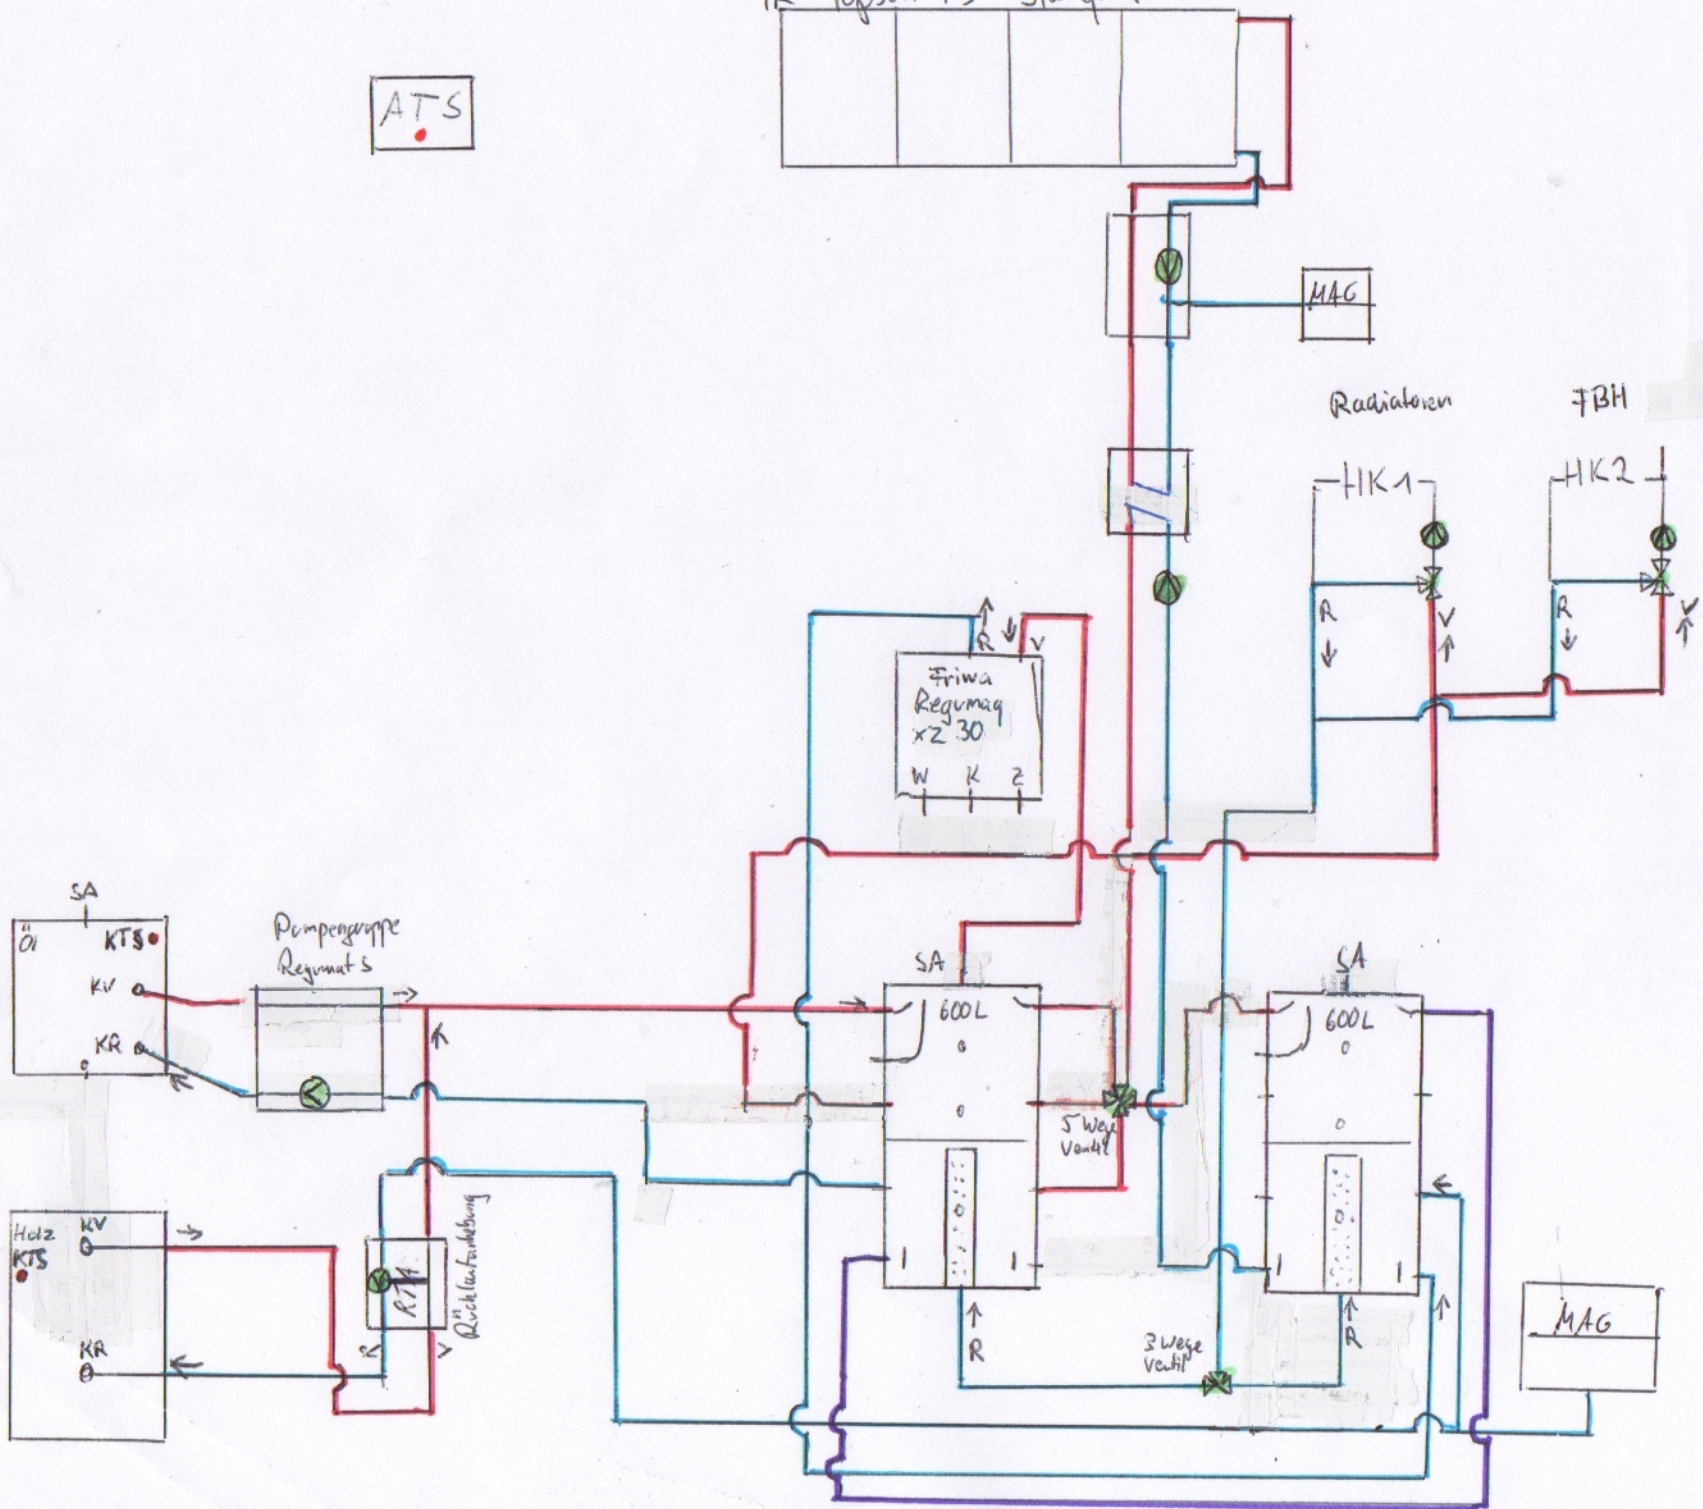 ATS
MAG
Radiatoren
FBH
HK1
HK2
R
V
R
V
R
V
Friwa
Regumaq
xz 30
W K Z
SA
Öl
KTS
KV
KR
Pumpengruppe
Regumat S
SA
600L
SA
600L
5 Wege
Ventil
Holz
KTS
KV
KR
RTA
Rücklaufanhebung
R
V
R
3 Wege
Ventil
R
MAG